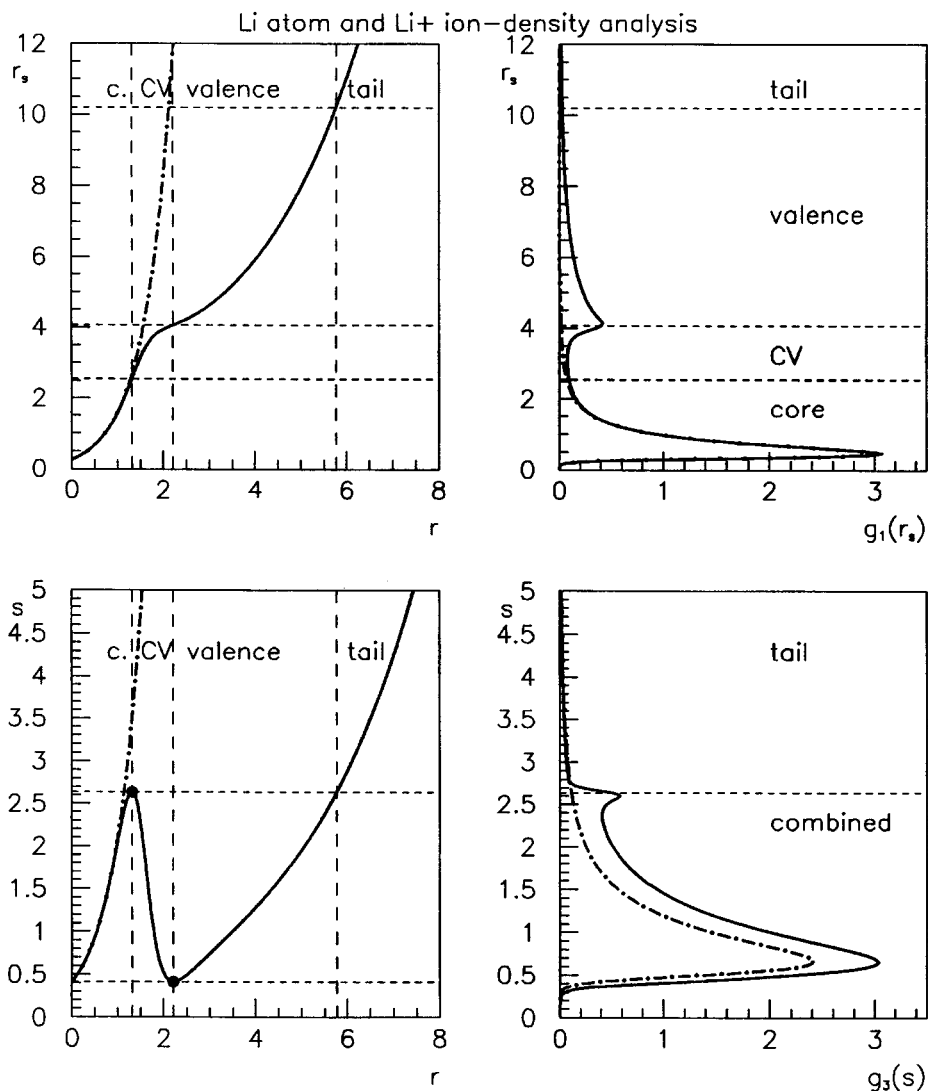 Li atom and Li+ ion-density analysis
12
r_s
10
8
6
4
2
0
c. CV valence tail
0 2 4 6 8
r
12
r_s
10
8
6
4
2
0
tail
valence
CV
core
0 1 2 3
g₁(r_s)
5
s
4.5
4
3.5
3
2.5
2
1.5
1
0.5
0
c. CV valence tail
0 2 4 6 8
r
5
s
4.5
4
3.5
3
2.5
2
1.5
1
0.5
0
tail
combined
0 1 2 3
g₃(s)